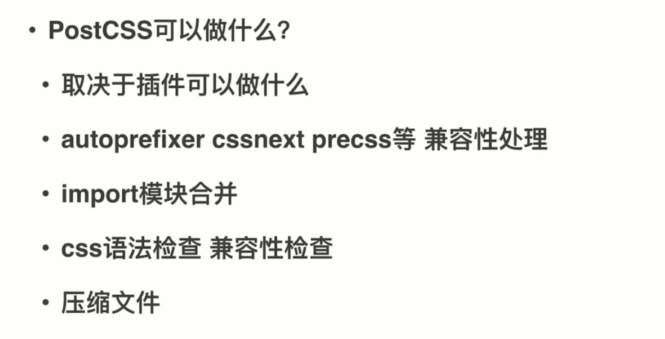 • PostCSS可以做什么?
• 取决于插件可以做什么
• autoprefixer cssnext precss等 兼容性处理
• import模块合并
• css语法检查 兼容性检查
• 压缩文件